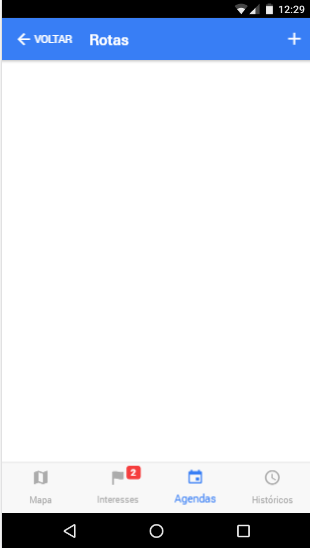 12:29
VOLTAR Rotas
2
Mapa Interesses Agendas Históricos